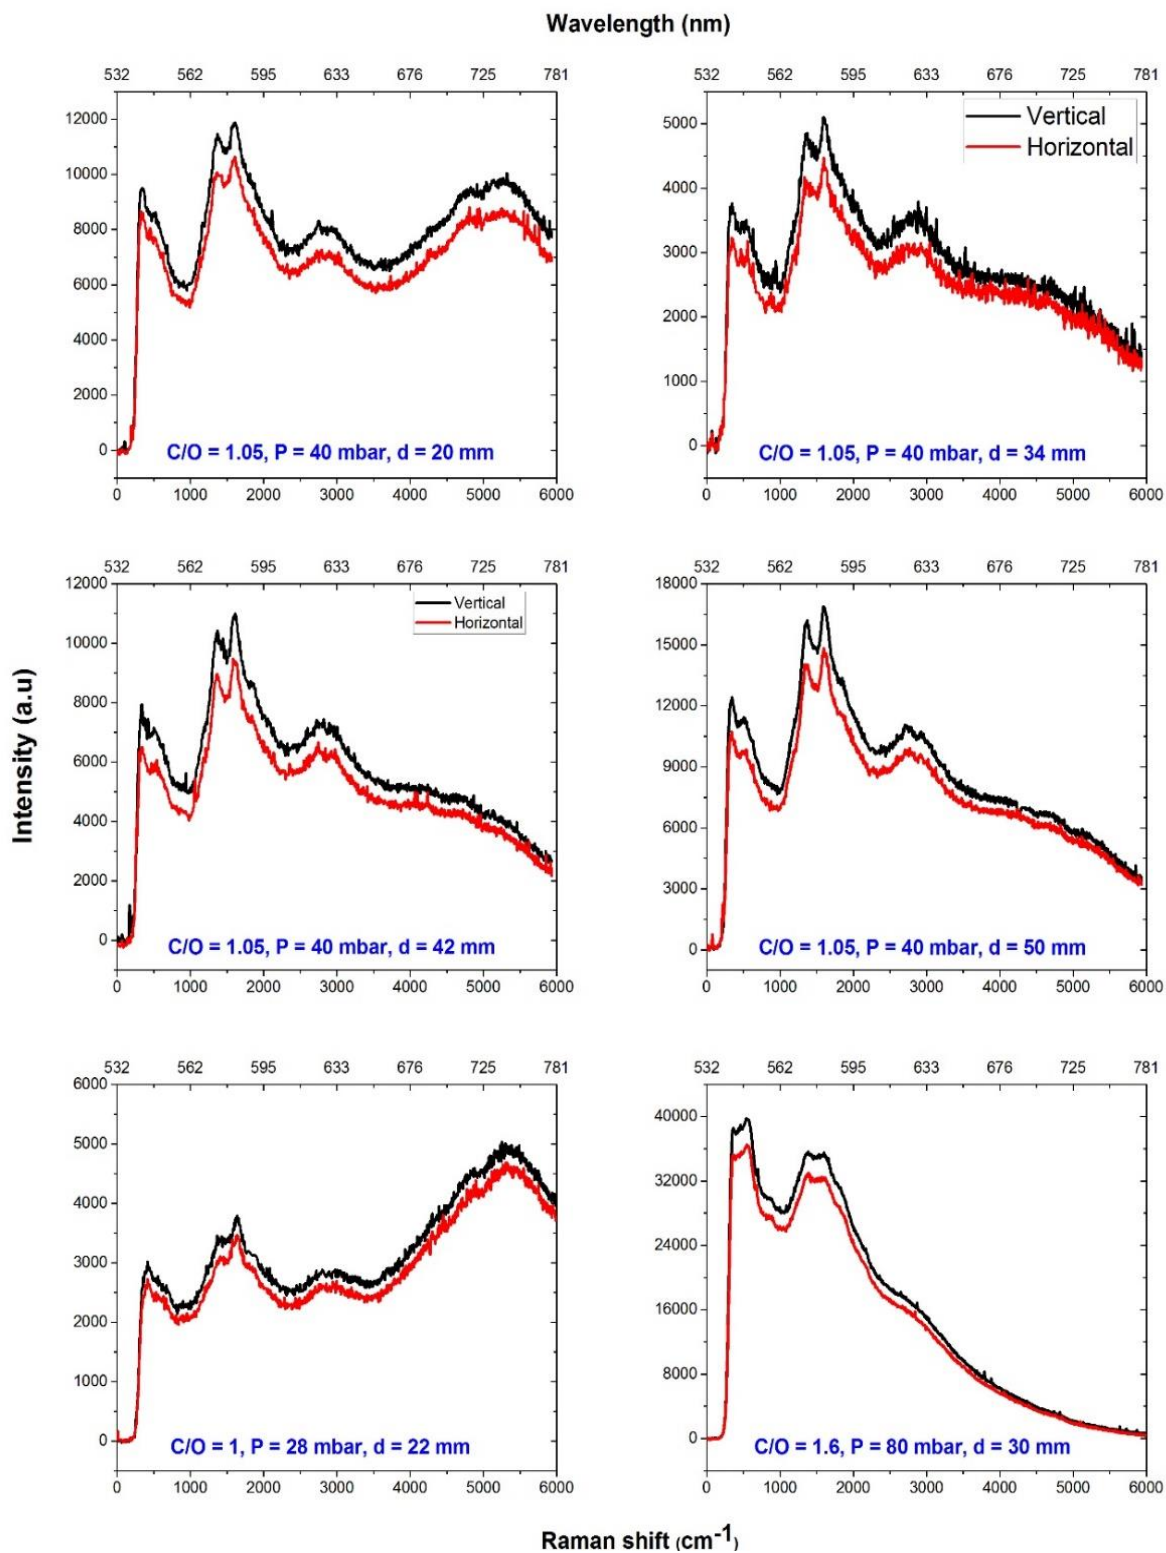 Wavelength (nm)
532 562 595 633 676 725 781
532 562 595 633 676 725 781
12000
10000
8000
6000
4000
2000
0
C/O = 1.05, P = 40 mbar, d = 20 mm
0 1000 2000 3000 4000 5000 6000
5000
4000
3000
2000
1000
0
Vertical
Horizontal
C/O = 1.05, P = 40 mbar, d = 34 mm
0 1000 2000 3000 4000 5000 6000
Intensity (a.u)
532 562 595 633 676 725 781
12000
10000
8000
6000
4000
2000
0
Vertical
Horizontal
C/O = 1.05, P = 40 mbar, d = 42 mm
0 1000 2000 3000 4000 5000 6000
532 562 595 633 676 725 781
18000
15000
12000
9000
6000
3000
0
C/O = 1.05, P = 40 mbar, d = 50 mm
0 1000 2000 3000 4000 5000 6000
532 562 595 633 676 725 781
6000
5000
4000
3000
2000
1000
0
C/O = 1, P = 28 mbar, d = 22 mm
0 1000 2000 3000 4000 5000 6000
532 562 595 633 676 725 781
40000
32000
24000
16000
8000
0
C/O = 1.6, P = 80 mbar, d = 30 mm
0 1000 2000 3000 4000 5000 6000
Raman shift (cm-1)